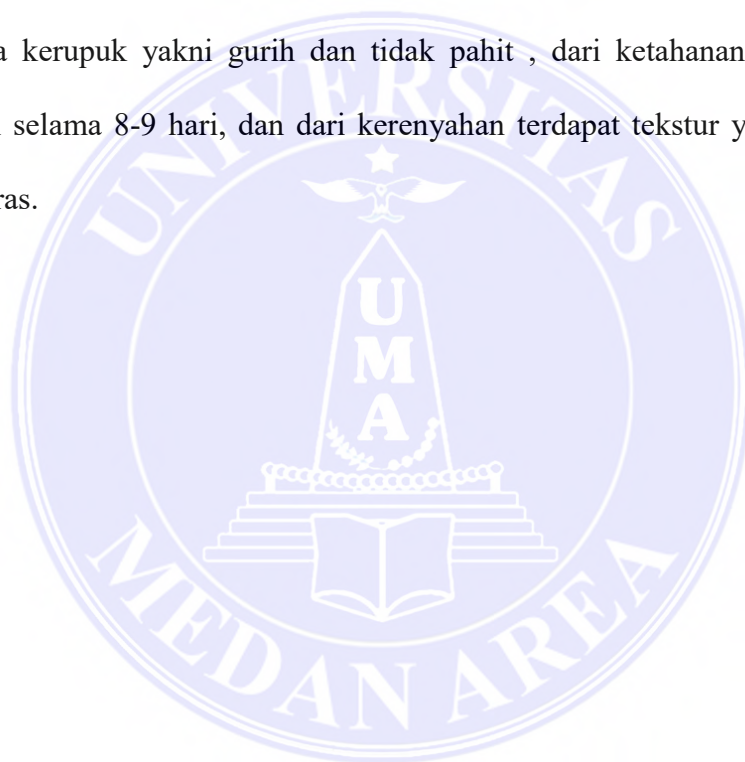 a kerupuk yakni gurih dan tidak pahit , dari ketahanan
selama 8-9 hari, dan dari kerenyahan terdapat tekstur y
ras.
UNIVERSITAS
UMA
MEDAN AREA